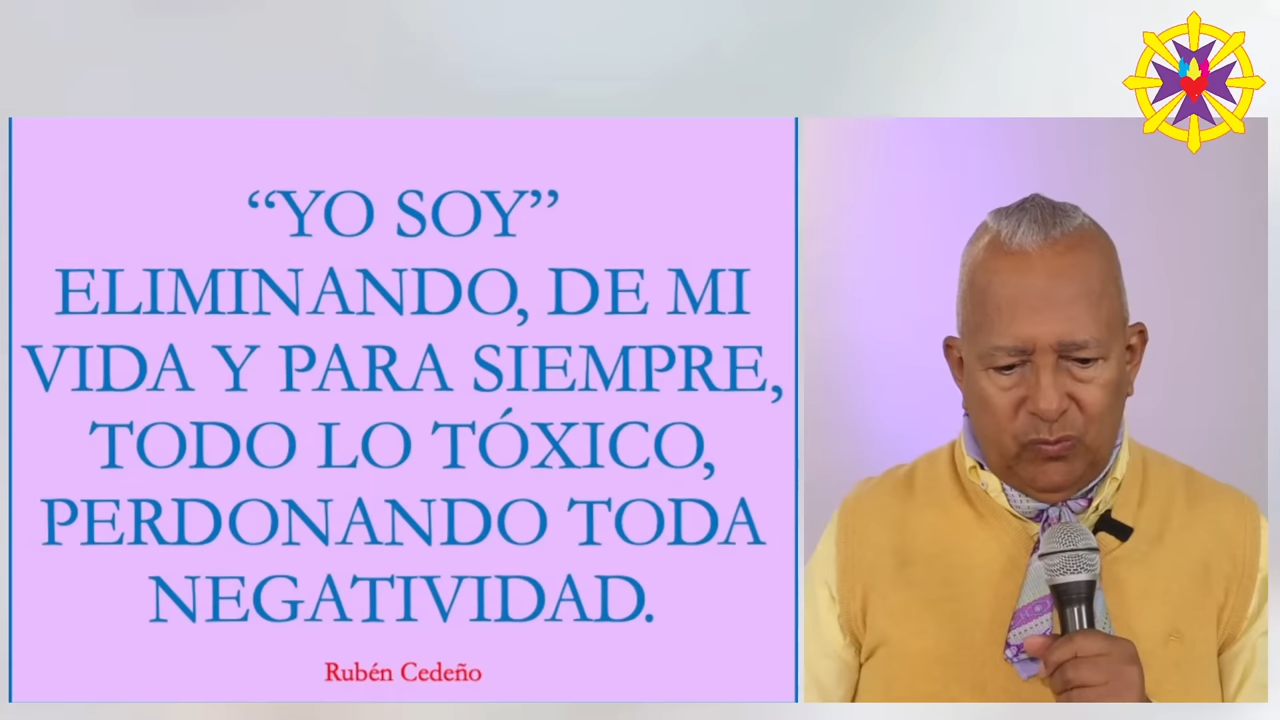 “YO SOY”
ELIMINANDO, DE MI
VIDA Y PARA SIEMPRE,
TODO LO TÓXICO,
PERDONANDO TODA
NEGATIVIDAD.
Rubén Cedeño